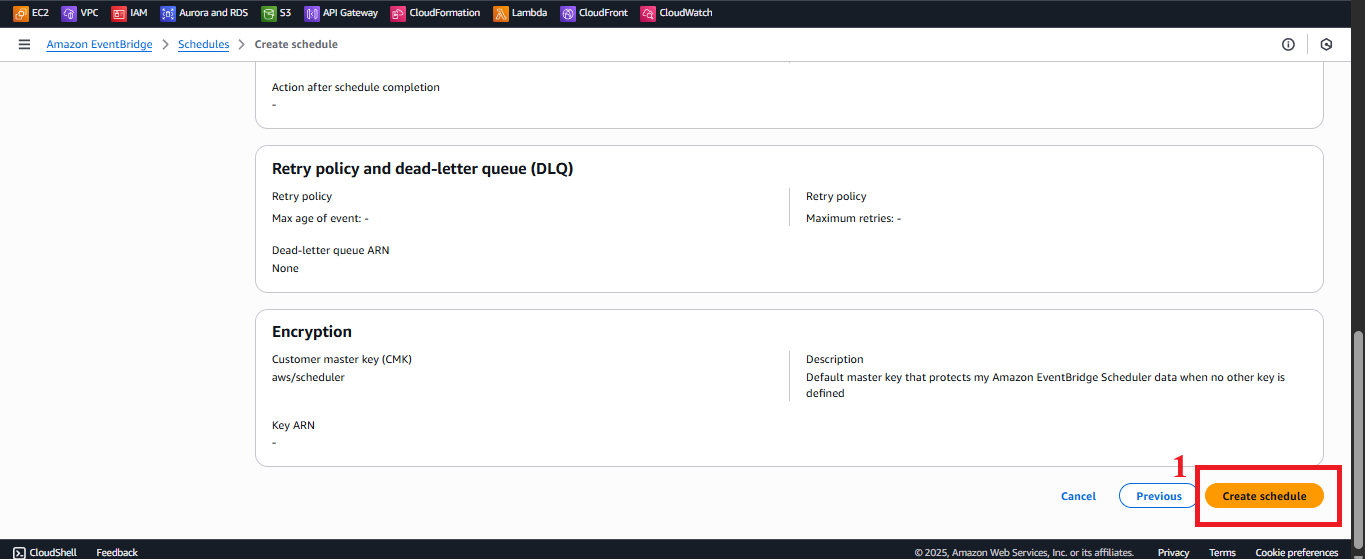 EC2 VPC IAM Aurora and RDS S3 API Gateway CloudFormation Lambda CloudFront CloudWatch
Amazon EventBridge > Schedules > Create schedule
Action after schedule completion
-
Retry policy and dead-letter queue (DLQ)
Retry policy
Max age of event: -
Retry policy
Maximum retries: -
Dead-letter queue ARN
None
Encryption
Customer master key (CMK)
aws/scheduler
Description
Default master key that protects my Amazon EventBridge Scheduler data when no other key is
defined
Key ARN
-
1
Cancel Previous Create schedule
CloudShell Feedback © 2025, Amazon Web Services, Inc. or its affiliates. Privacy Terms Cookie preferences